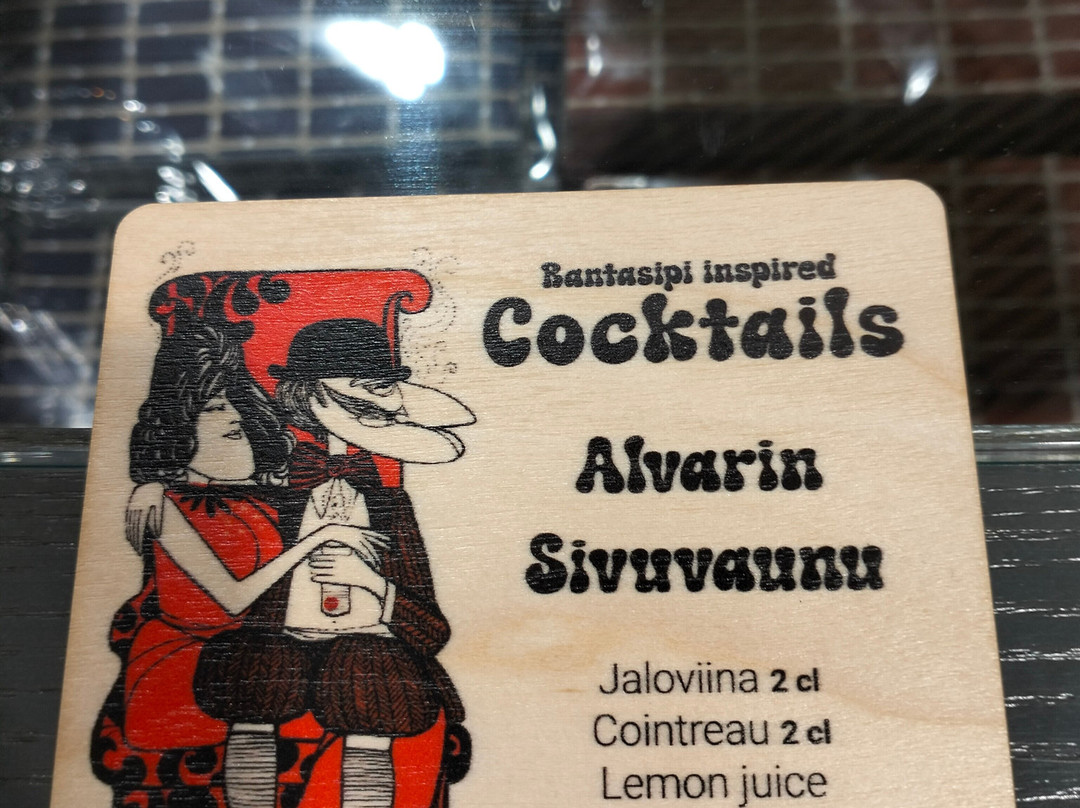 Rantasipi inspired
Cocktails
Alvarin
Sivuvaunu
Jaloviina 2 cl
Cointreau 2 cl
Lemon juice